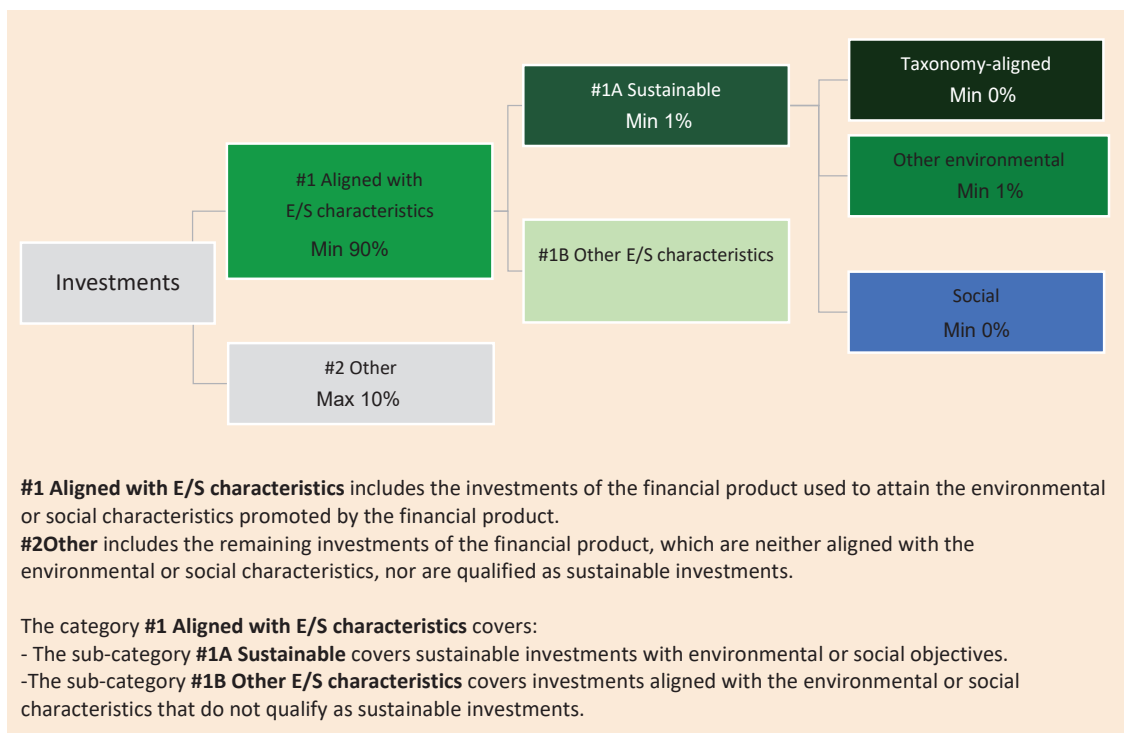 Taxonomy-aligned
Min 0%
#1A Sustainable
Min 1%
Other environmental
Min 1%
#1 Aligned with
E/S characteristics
Min 90%
#1B Other E/S characteristics
Investments
Social
Min 0%
#2 Other
Max 10%
#1 Aligned with E/S characteristics includes the investments of the financial product used to attain the environmental
or social characteristics promoted by the financial product.
#2Other includes the remaining investments of the financial product, which are neither aligned with the
environmental or social characteristics, nor are qualified as sustainable investments.
The category #1 Aligned with E/S characteristics covers:
- The sub-category #1A Sustainable covers sustainable investments with environmental or social objectives.
-The sub-category #1B Other E/S characteristics covers investments aligned with the environmental or social
characteristics that do not qualify as sustainable investments.